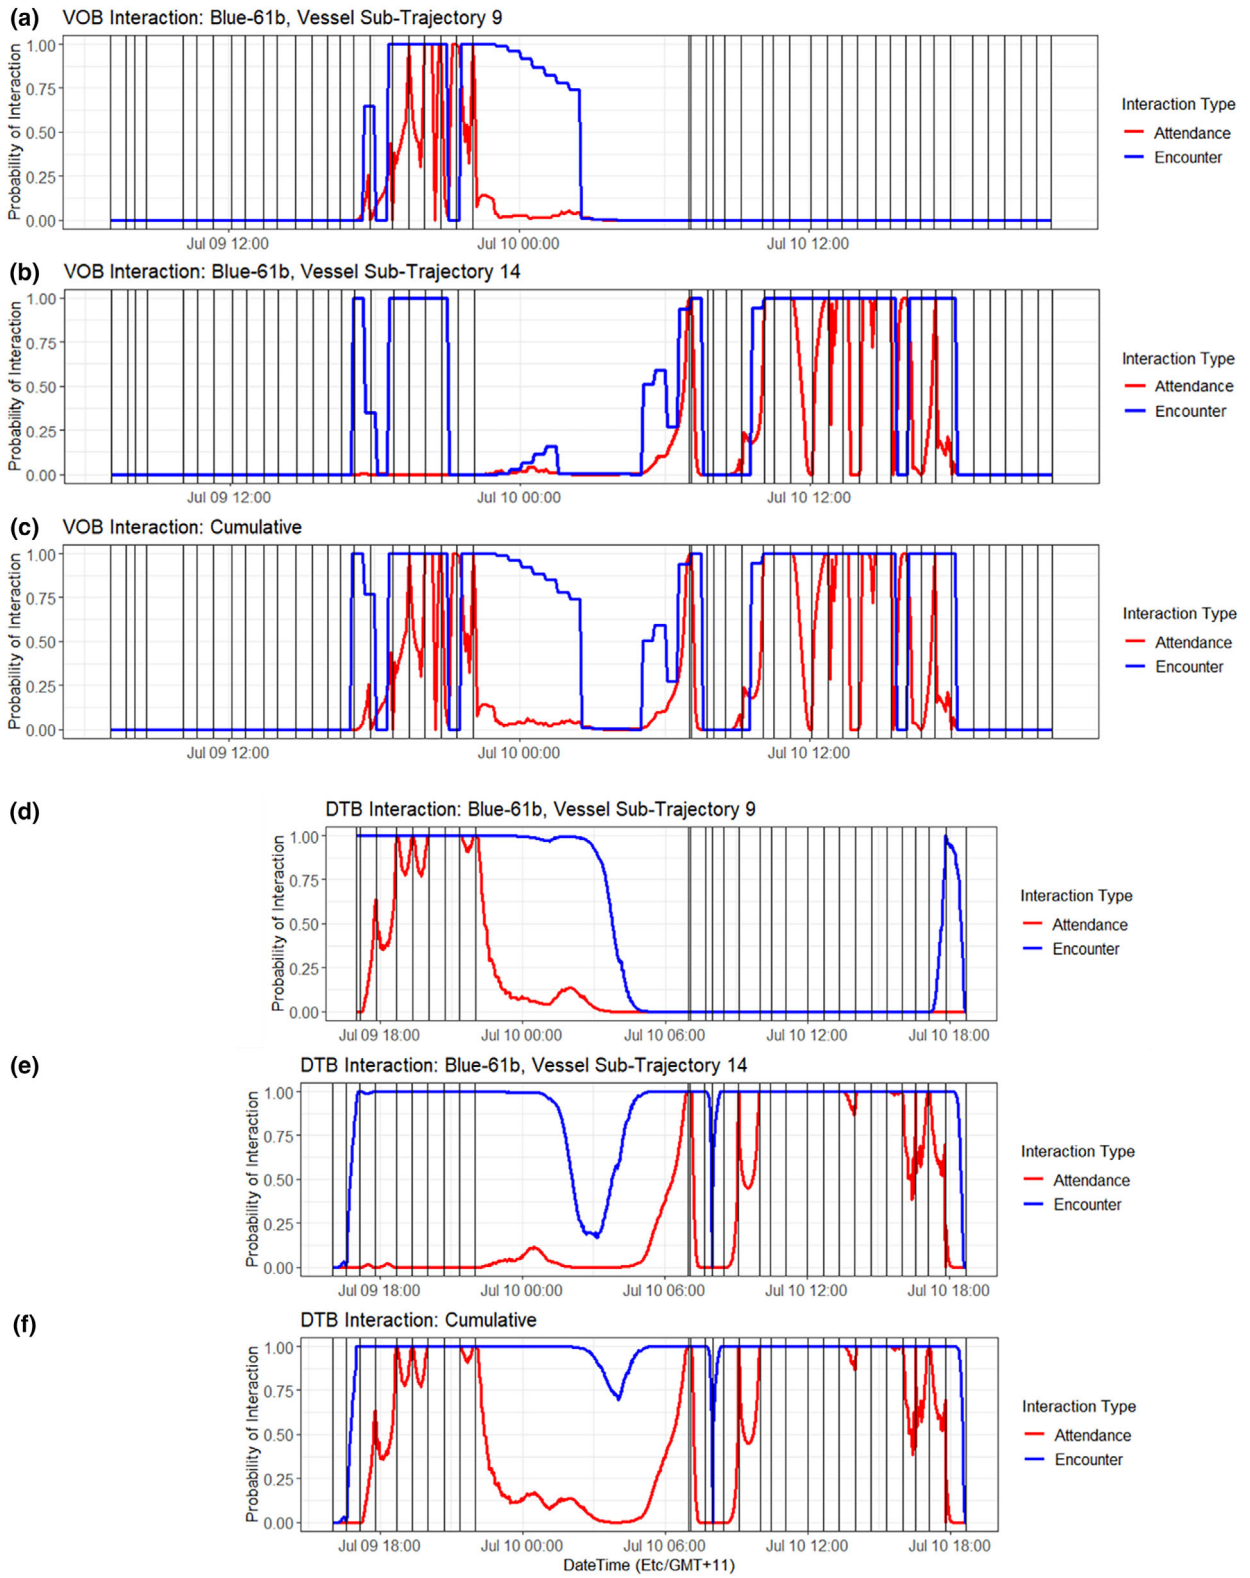 (a)
VOB Interaction: Blue-61b, Vessel Sub-Trajectory 9
Probability of Interaction
1.00
0.75
0.50
0.25
0.00
Jul 09 12:00
Jul 10 00:00
Jul 10 12:00
Interaction Type
Attendance
Encounter
(b)
VOB Interaction: Blue-61b, Vessel Sub-Trajectory 14
Probability of Interaction
1.00
0.75
0.50
0.25
0.00
Jul 09 12:00
Jul 10 00:00
Jul 10 12:00
Interaction Type
Attendance
Encounter
(c)
VOB Interaction: Cumulative
Probability of Interaction
1.00
0.75
0.50
0.25
0.00
Jul 09 12:00
Jul 10 00:00
Jul 10 12:00
Interaction Type
Attendance
Encounter
(d)
DTB Interaction: Blue-61b, Vessel Sub-Trajectory 9
Probability of Interaction
1.00
0.75
0.50
0.25
0.00
Jul 09 18:00
Jul 10 00:00
Jul 10 06:00
Jul 10 12:00
Jul 10 18:00
Interaction Type
Attendance
Encounter
(e)
DTB Interaction: Blue-61b, Vessel Sub-Trajectory 14
Probability of Interaction
1.00
0.75
0.50
0.25
0.00
Jul 09 18:00
Jul 10 00:00
Jul 10 06:00
Jul 10 12:00
Jul 10 18:00
Interaction Type
Attendance
Encounter
(f)
DTB Interaction: Cumulative
Probability of Interaction
1.00
0.75
0.50
0.25
0.00
Jul 09 18:00
Jul 10 00:00
Jul 10 06:00
Jul 10 12:00
Jul 10 18:00
DateTime (Etc/GMT+11)
Interaction Type
Attendance
Encounter